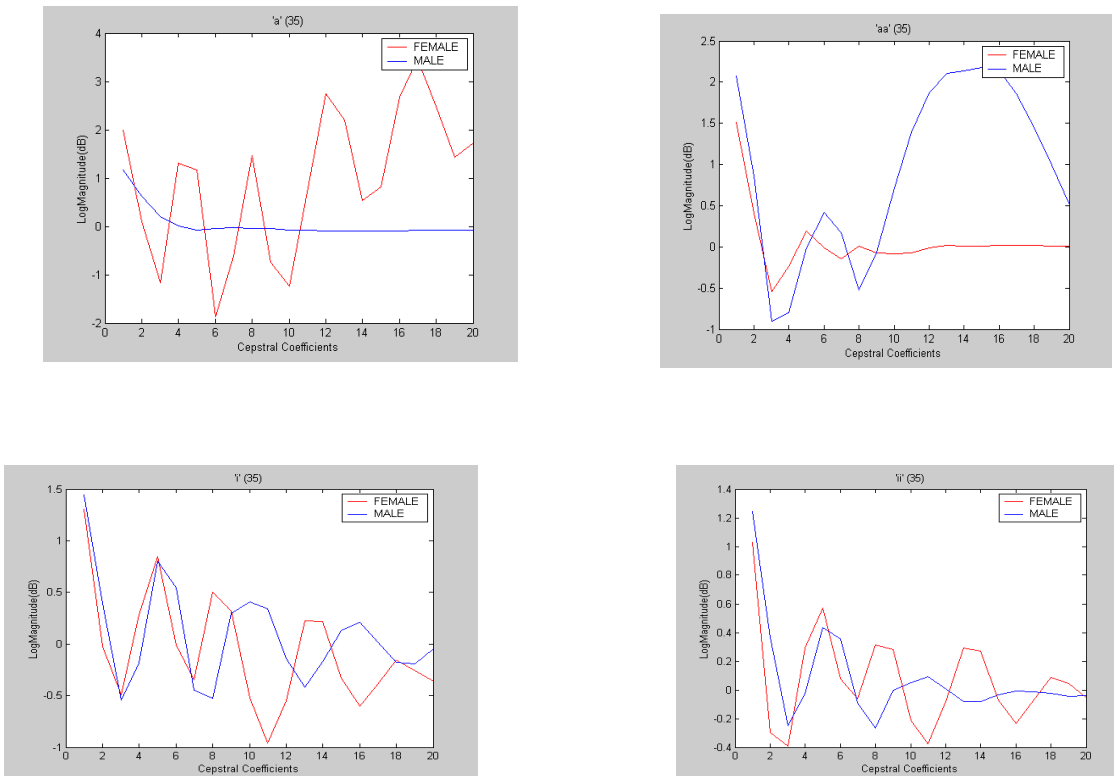 'a' (35)
4
3
2
1
0
-1
-2
LogMagnitude(dB)
FEMALE
MALE
0 2 4 6 8 10 12 14 16 18 20
Cepstral Coefficients
'aa' (35)
2.5
2
1.5
1
0.5
0
-0.5
-1
LogMagnitude(dB)
FEMALE
MALE
0 2 4 6 8 10 12 14 16 18 20
Cepstral Coefficients
'i' (35)
1.5
1
0.5
0
-0.5
-1
LogMagnitude(dB)
FEMALE
MALE
0 2 4 6 8 10 12 14 16 18 20
Cepstral Coefficients
'ii' (35)
1.4
1.2
1
0.8
0.6
0.4
0.2
0
-0.2
-0.4
LogMagnitude(dB)
FEMALE
MALE
0 2 4 6 8 10 12 14 16 18 20
Cepstral Coefficients